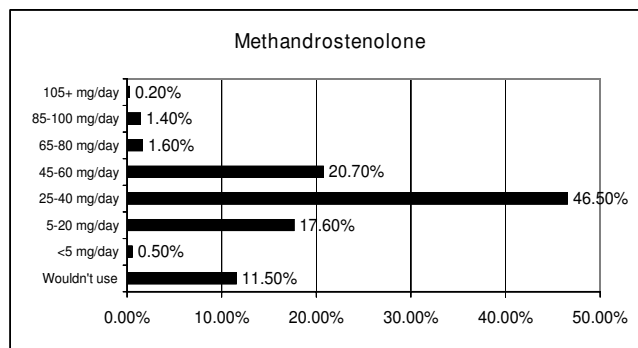 Methandrostenolone
105+ mg/day 0.20%
85-100 mg/day 1.40%
65-80 mg/day 1.60%
45-60 mg/day 20.70%
25-40 mg/day 46.50%
5-20 mg/day 17.60%
<5 mg/day 0.50%
Wouldn't use 11.50%
0.00% 10.00% 20.00% 30.00% 40.00% 50.00%